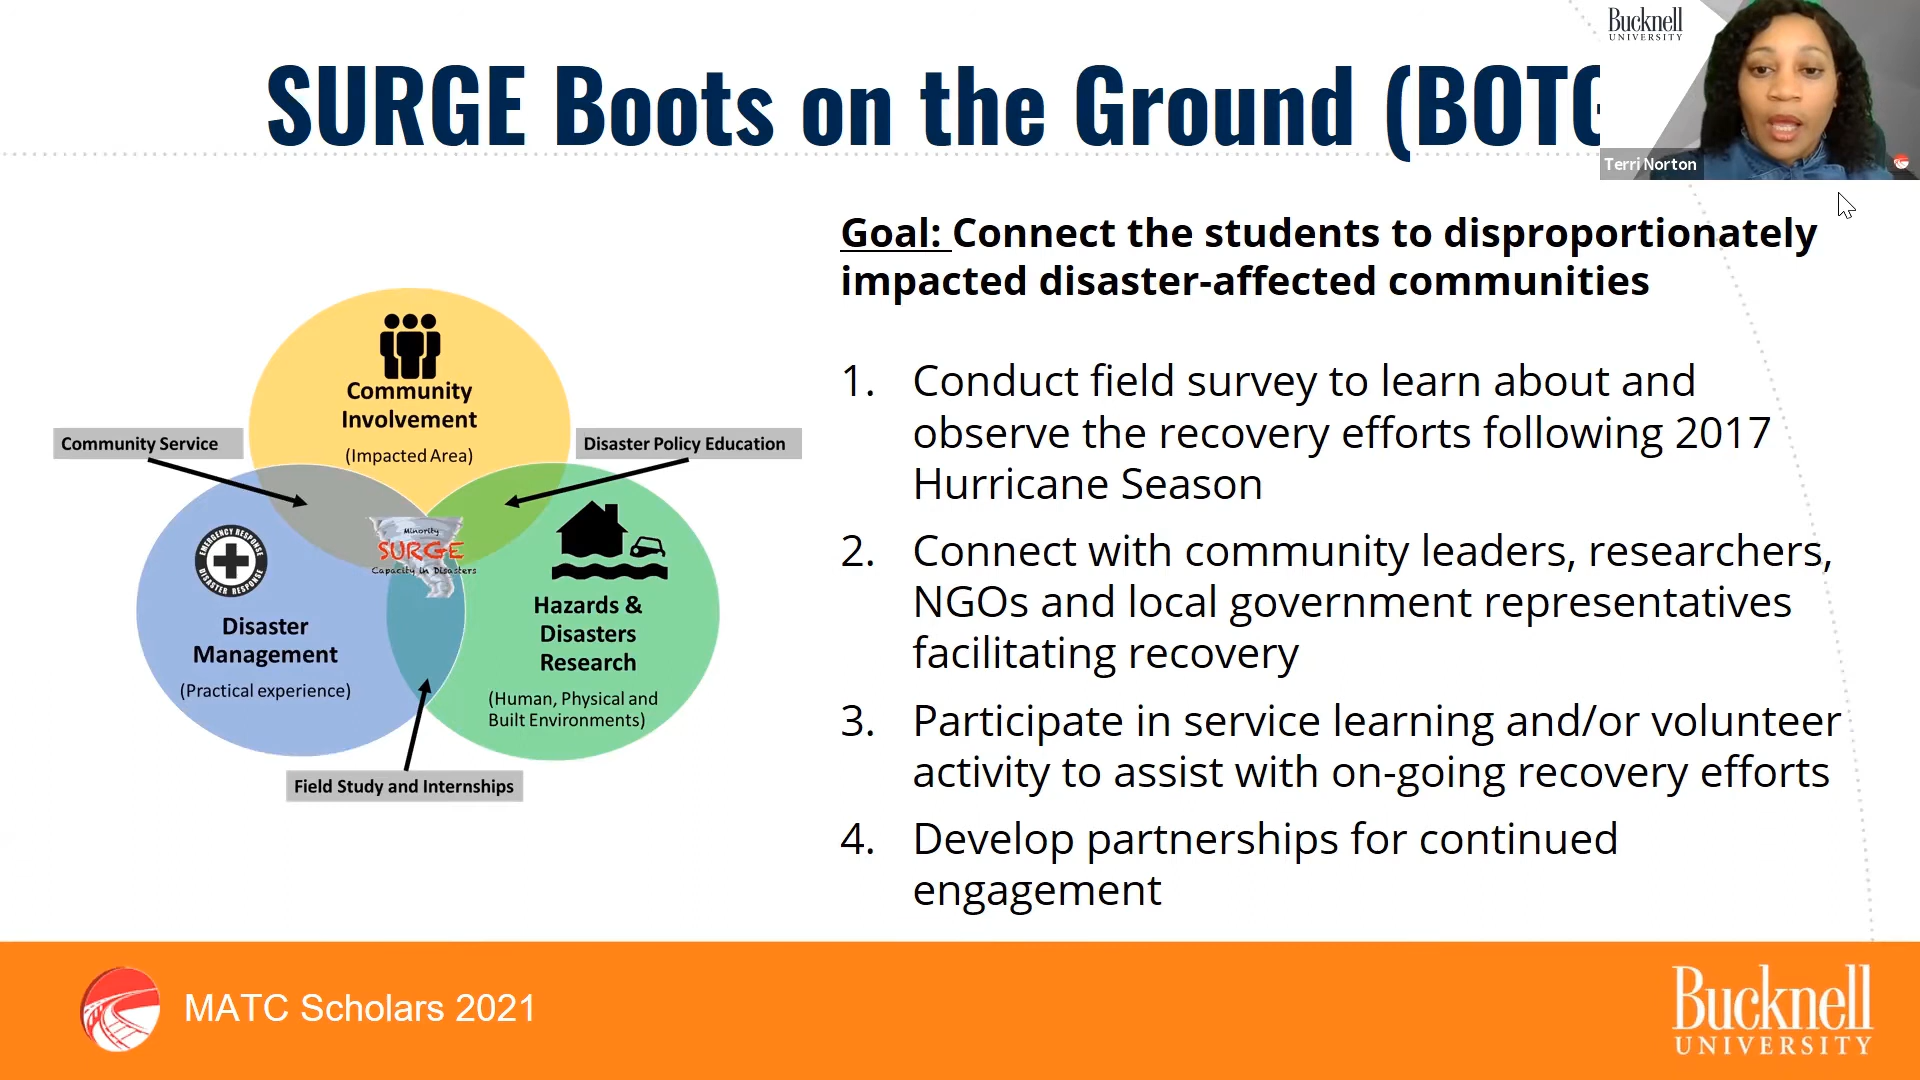 Bucknell
UNIVERSITY
SURGE Boots on the Ground (BOTG
Terri Norton
Goal: Connect the students to disproportionately
impacted disaster-affected communities
Community
Involvement
(Impacted Area)
Community Service
Disaster Policy Education
EMERGENCY RESPONSE
DISASTER RESPONSE
Minority
SURGE
Capacity in Disasters
Disaster
Management
(Practical experience)
Hazards &
Disasters
Research
(Human, Physical and
Built Environments)
Field Study and Internships
1. Conduct field survey to learn about and
observe the recovery efforts following 2017
Hurricane Season
2. Connect with community leaders, researchers,
NGOs and local government representatives
facilitating recovery
3. Participate in service learning and/or volunteer
activity to assist with on-going recovery efforts
4. Develop partnerships for continued
engagement
MATC Scholars 2021
Bucknell
UNIVERSITY